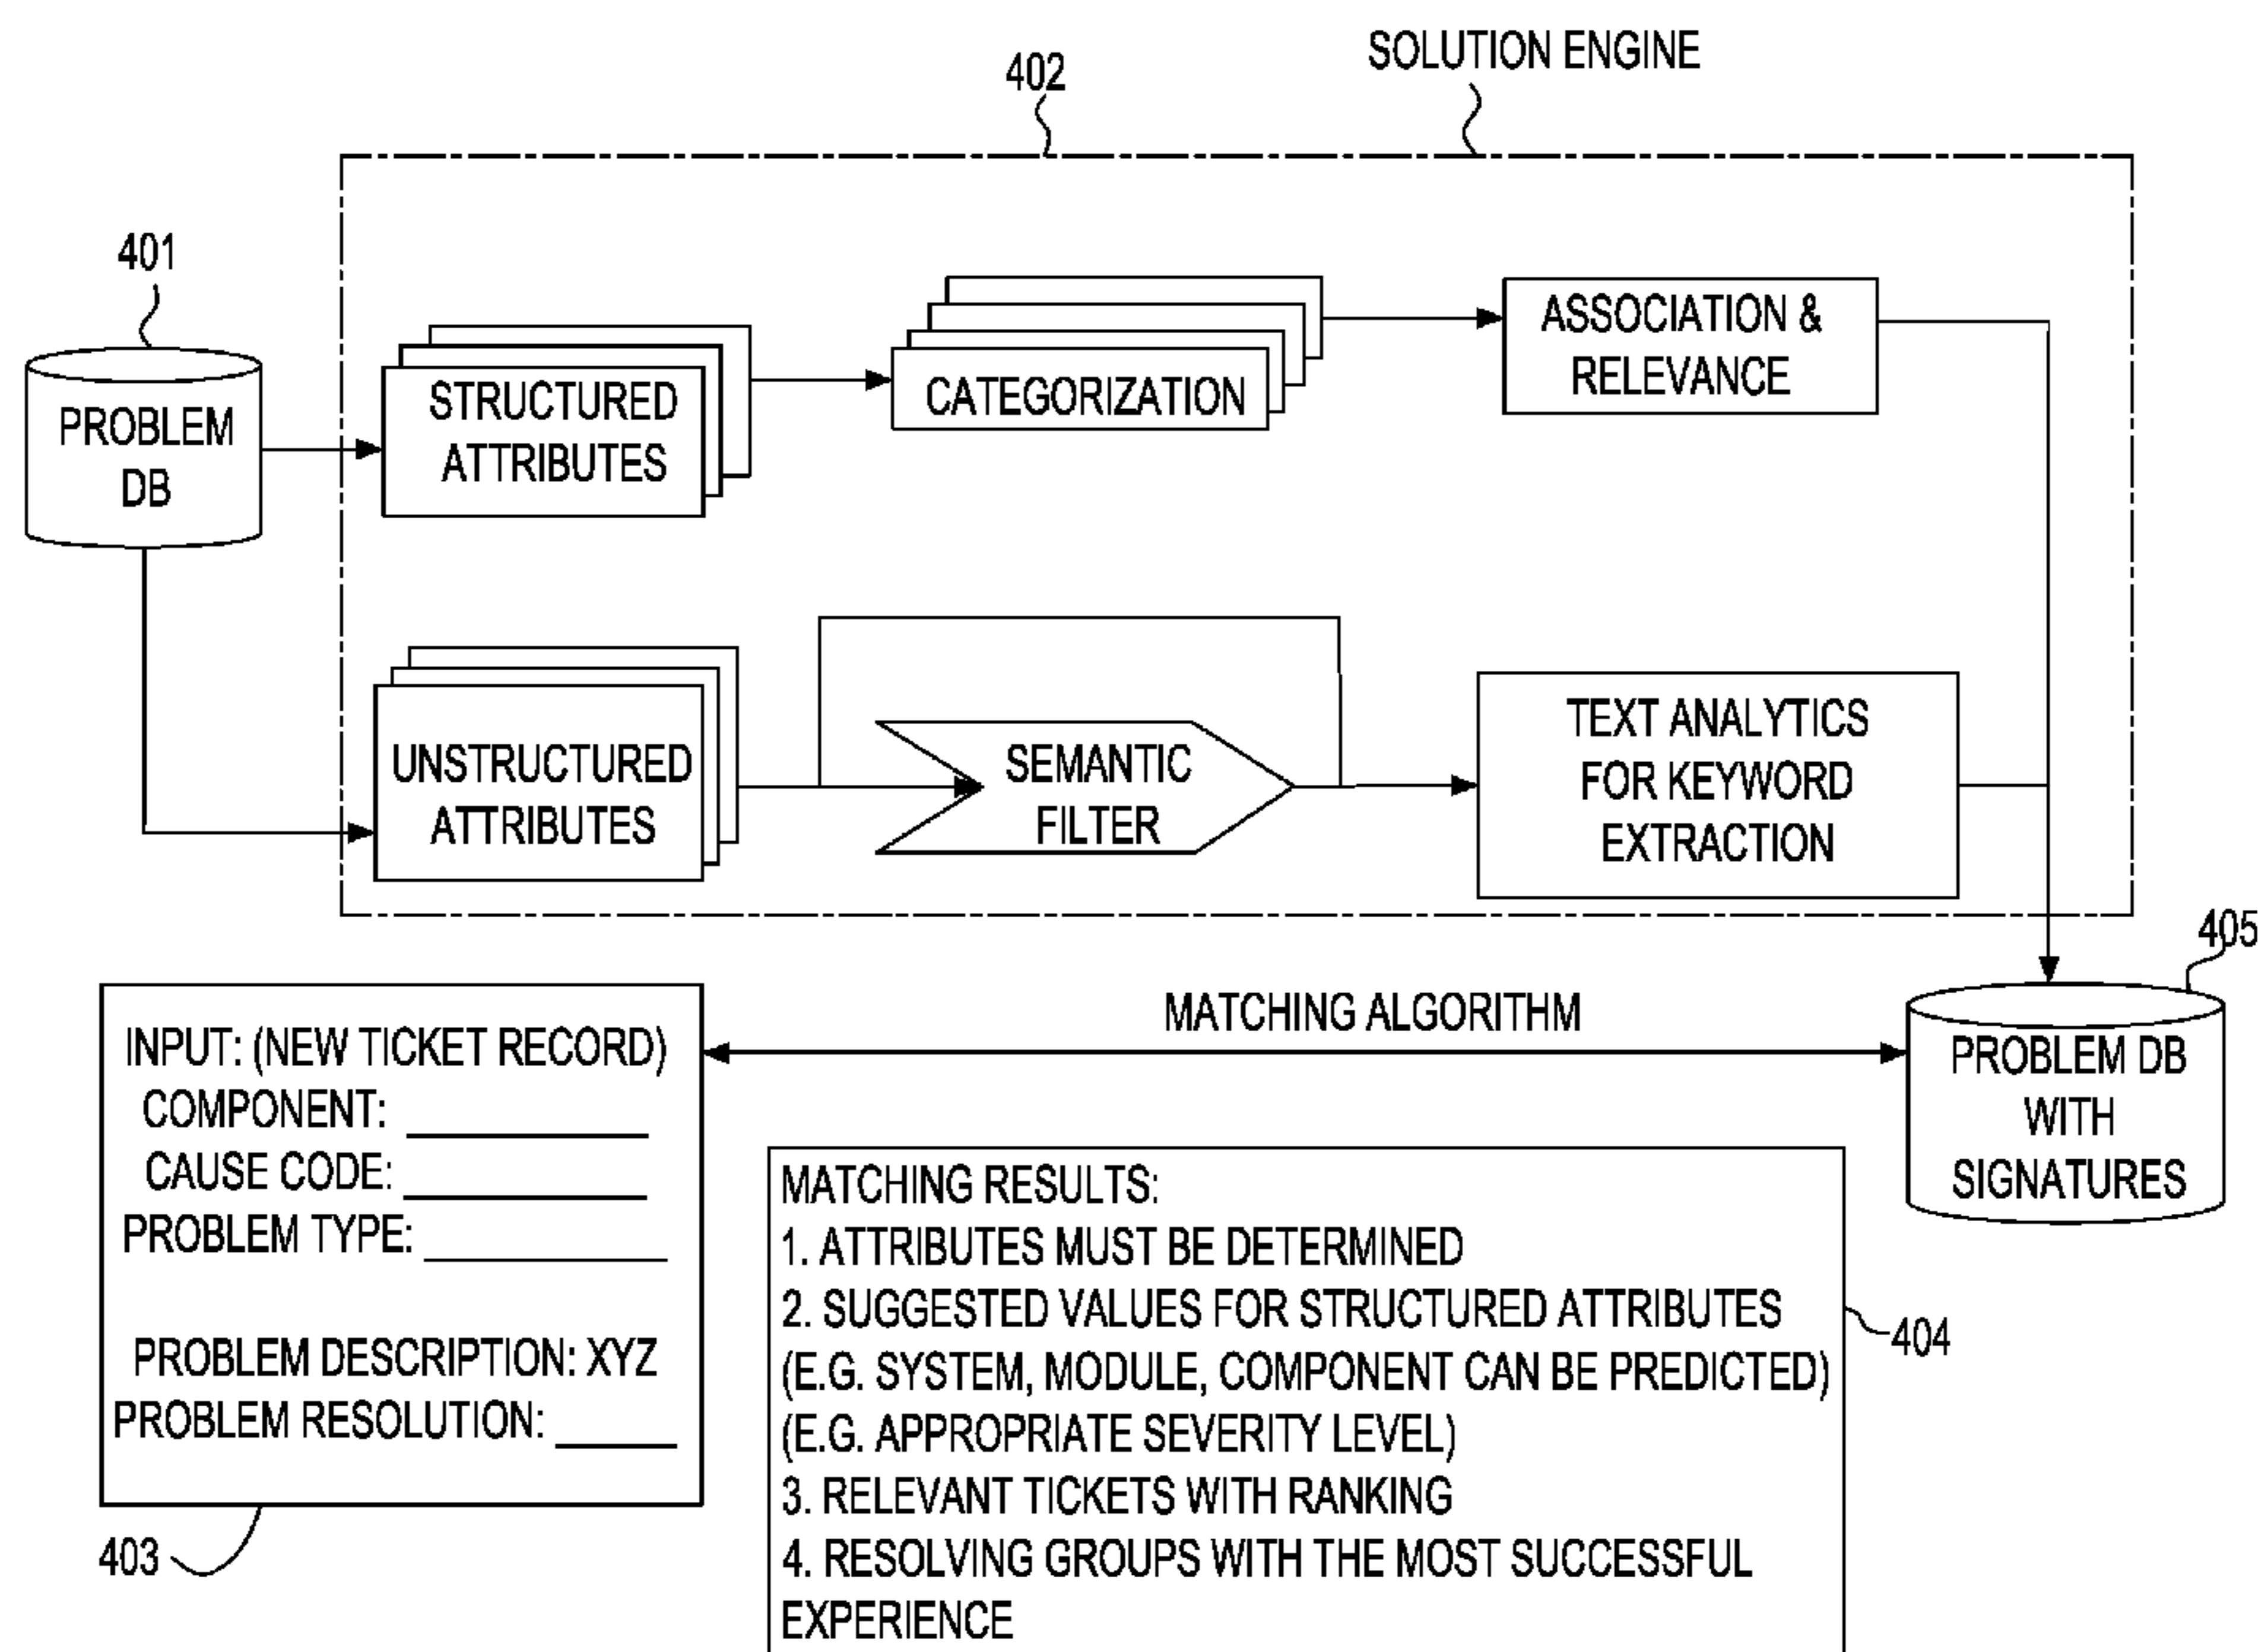 SOLUTION ENGINE
402
401
PROBLEM
DB
STRUCTURED
ATTRIBUTES
CATEGORIZATION
ASSOCIATION &
RELEVANCE
UNSTRUCTURED
ATTRIBUTES
SEMANTIC
FILTER
TEXT ANALYTICS
FOR KEYWORD
EXTRACTION
405
INPUT: (NEW TICKET RECORD)
COMPONENT:
CAUSE CODE:
PROBLEM TYPE:
PROBLEM DESCRIPTION: XYZ
PROBLEM RESOLUTION:
403
MATCHING ALGORITHM
PROBLEM DB
WITH
SIGNATURES
MATCHING RESULTS:
1. ATTRIBUTES MUST BE DETERMINED
2. SUGGESTED VALUES FOR STRUCTURED ATTRIBUTES
(E.G. SYSTEM, MODULE, COMPONENT CAN BE PREDICTED)
(E.G. APPROPRIATE SEVERITY LEVEL)
3. RELEVANT TICKETS WITH RANKING
4. RESOLVING GROUPS WITH THE MOST SUCCESSFUL
EXPERIENCE
404